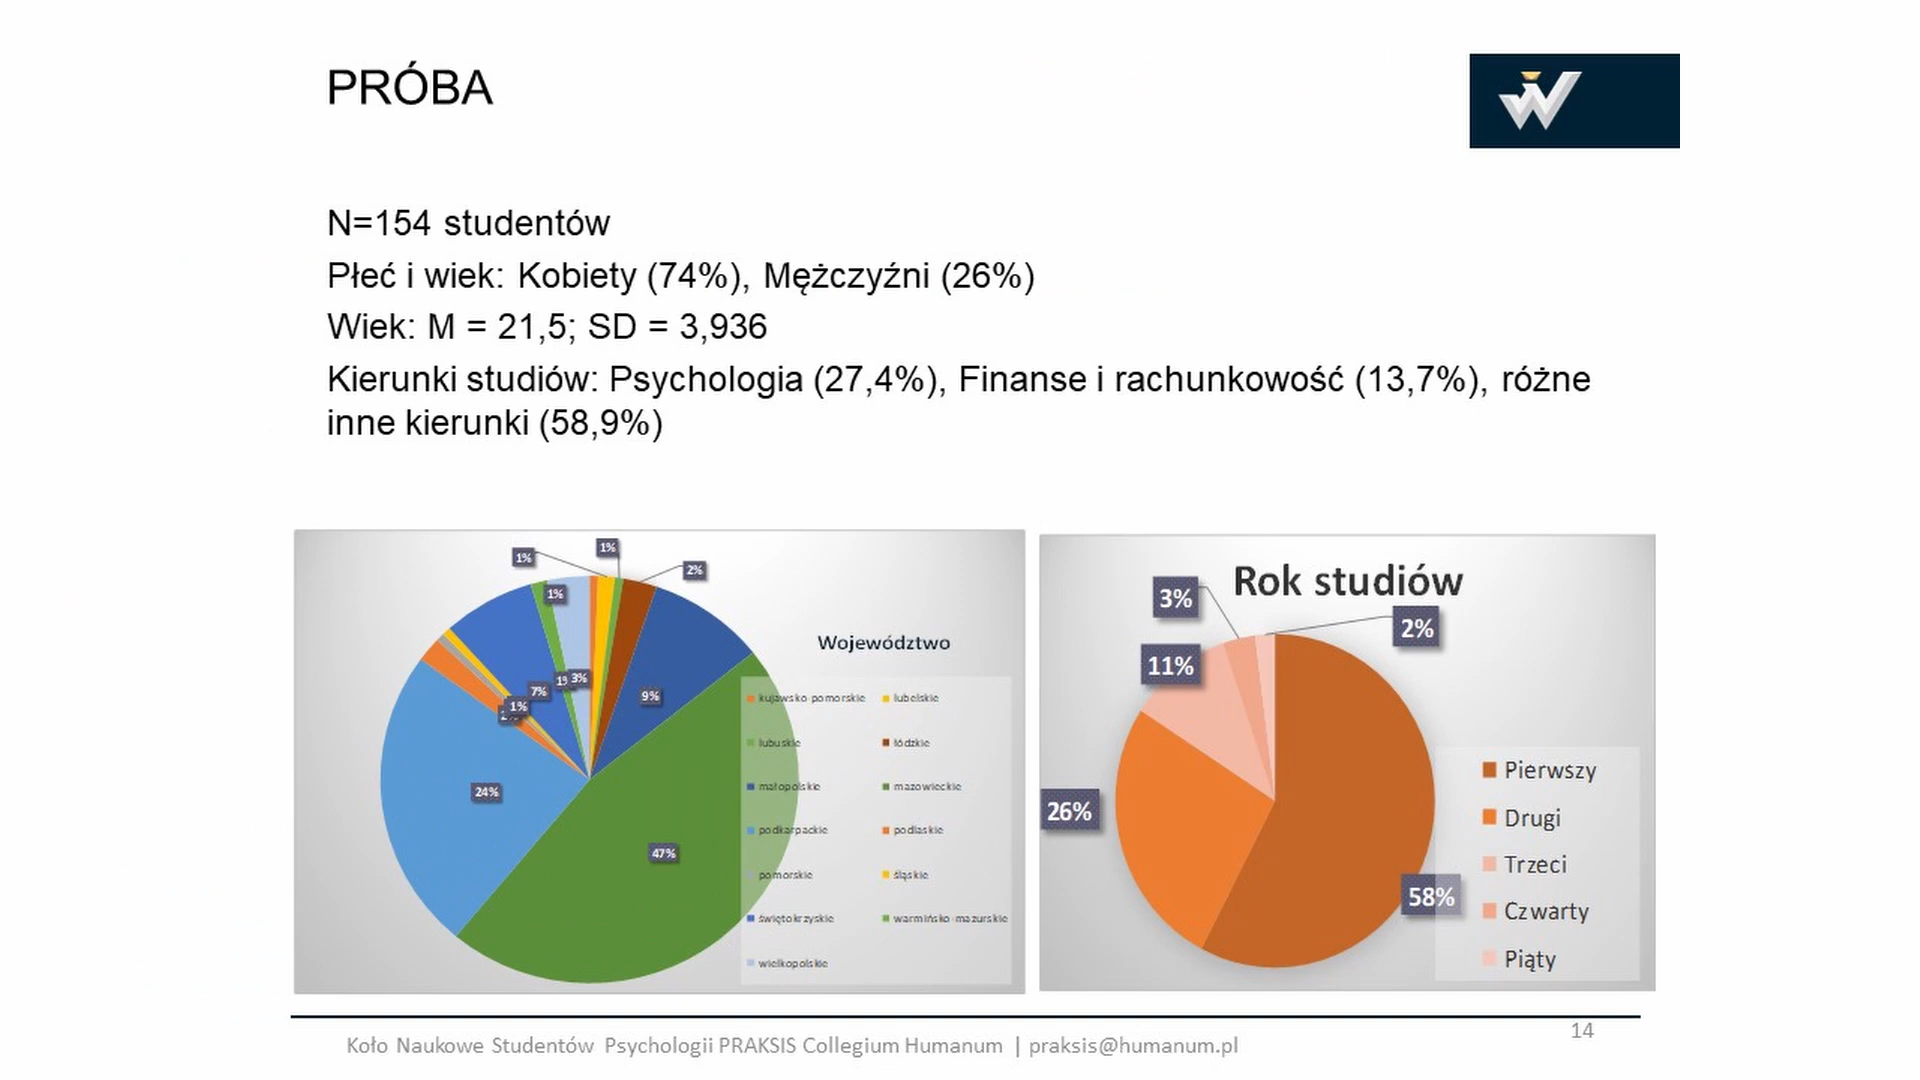 PRÓBA
N=154 studentów
Płeć i wiek: Kobiety (74%), Mężczyźni (26%)
Wiek: M = 21,5; SD = 3,936
Kierunki studiów: Psychologia (27,4%), Finanse i rachunkowość (13,7%), różne
inne kierunki (58,9%)
1%
1%
2%
1%
Województwo
7%
3%
9%
1%
24%
47%
kujawsko-pomorskie
lubelskie
lubuskie
łódzkie
małopolskie
mazowieckie
podkarpackie
podlaskie
pomorskie
śląskie
świętokrzyskie
warmińsko-mazurskie
wielkopolskie
Rok studiów
3%
2%
11%
26%
58%
Pierwszy
Drugi
Trzeci
Czwarty
Piąty
Koło Naukowe Studentów Psychologii PRAKSIS Collegium Humanum | praksis@humanum.pl
14